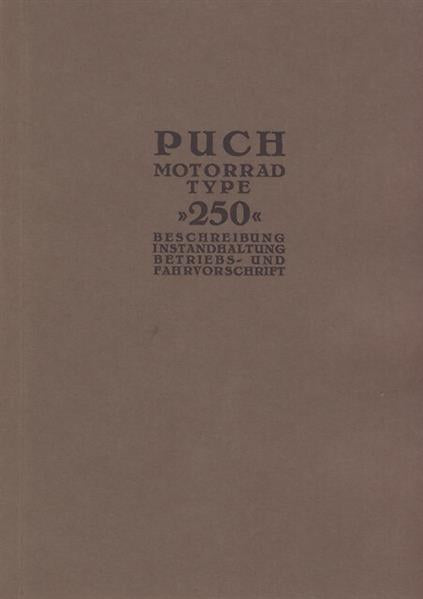 PUCH
MOTORRAD
TYPE
»250«
BESCHREIBUNG
INSTANDHALTUNG
BETRIEBS- UND
FAHRVORSCHRIFT